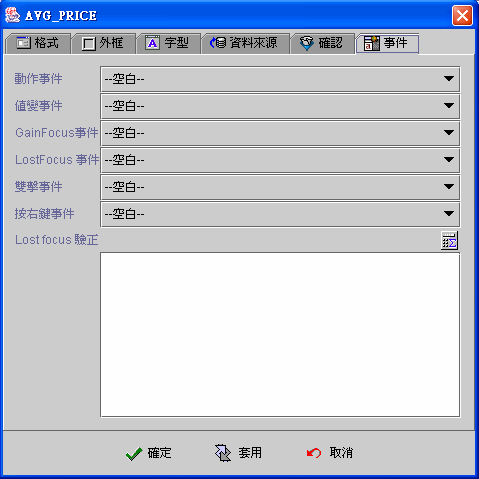 AVG_PRICE
格式 外框 字型 資料來源 確認 事件
動作事件 --空白--
值變事件 --空白--
GainFocus事件 --空白--
LostFocus 事件 --空白--
雙擊事件 --空白--
按右鍵事件 --空白--
Lost focus 驗正
確定 套用 取消